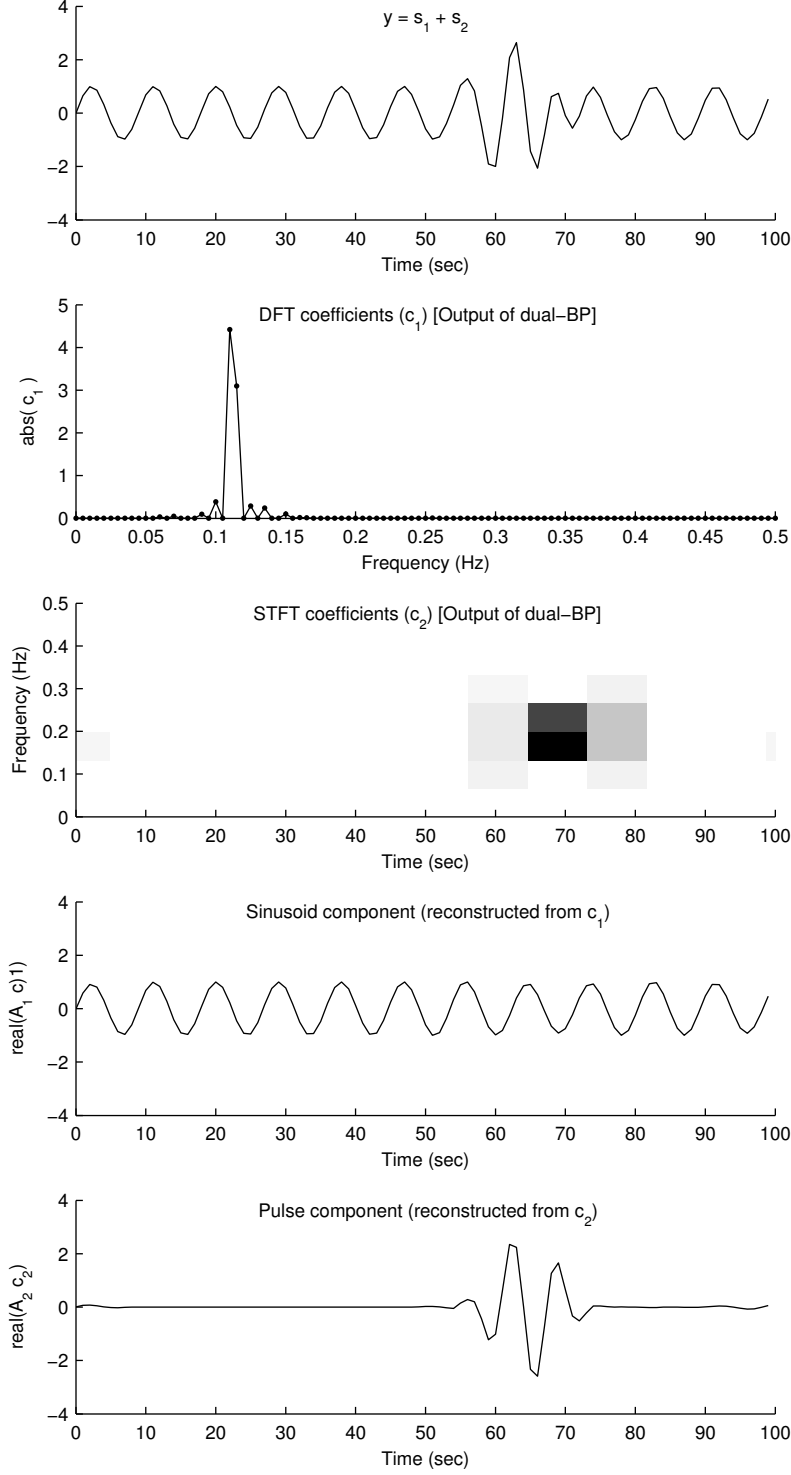 y = s1 + s2
4
2
0
−2
−4
0 10 20 30 40 50 60 70 80 90 100
Time (sec)
DFT coefficients (c1) [Output of dual−BP]
abs( c1 )
5
4
3
2
1
0
0 0.05 0.1 0.15 0.2 0.25 0.3 0.35 0.4 0.45 0.5
Frequency (Hz)
STFT coefficients (c2) [Output of dual−BP]
Frequency (Hz)
0.5
0.4
0.3
0.2
0.1
0
0 10 20 30 40 50 60 70 80 90 100
Time (sec)
Sinusoid component (reconstructed from c1)
real(A1 c)1)
4
2
0
−2
−4
0 10 20 30 40 50 60 70 80 90 100
Time (sec)
Pulse component (reconstructed from c2)
real(A2 c2)
4
2
0
−2
−4
0 10 20 30 40 50 60 70 80 90 100
Time (sec)